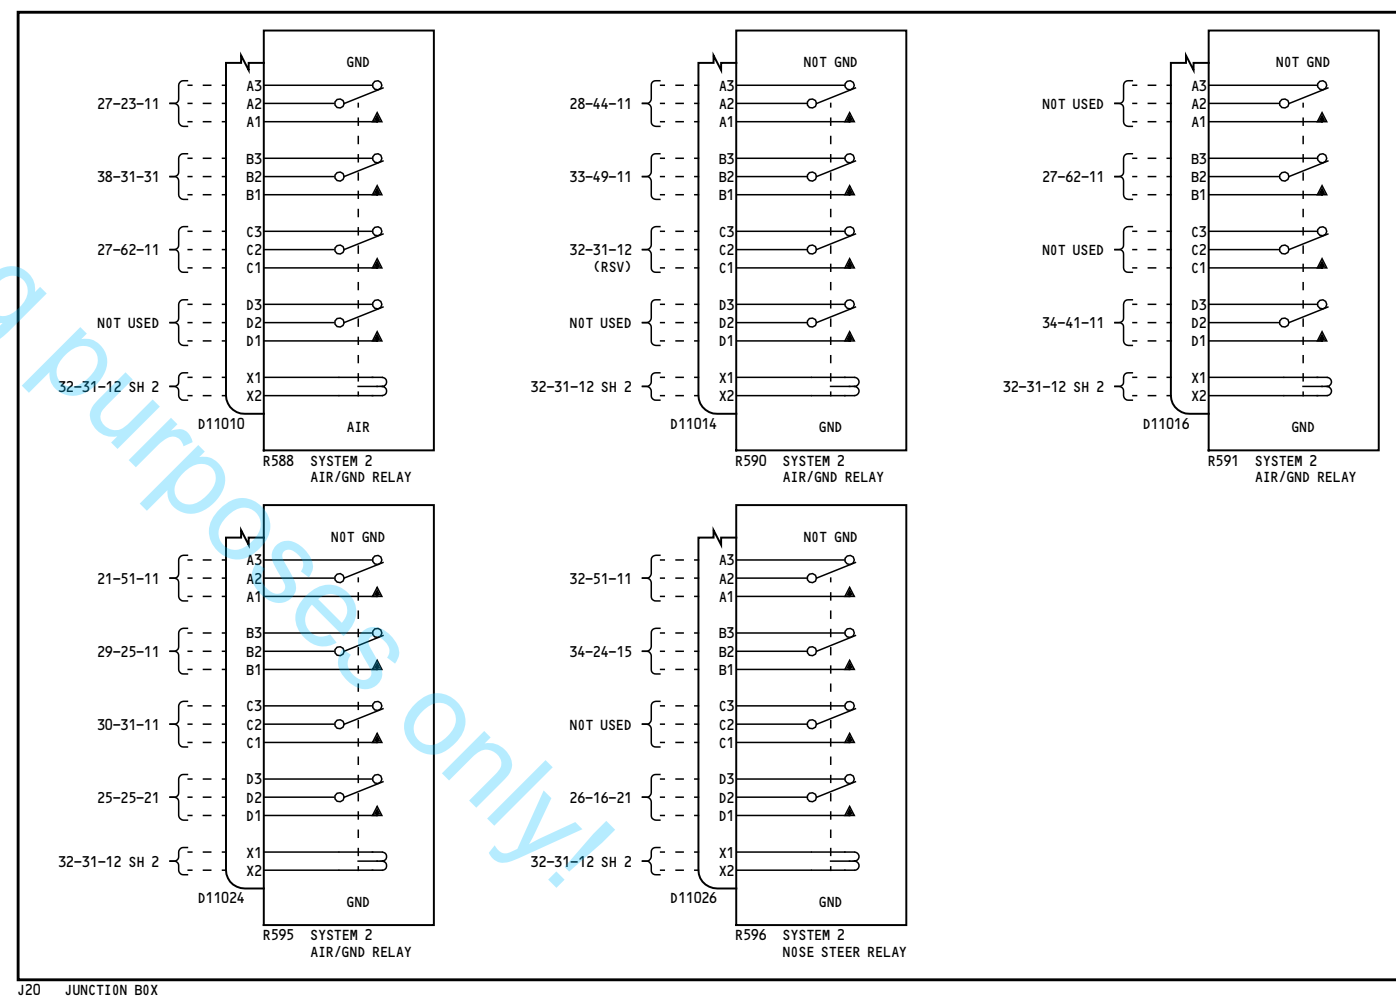 GND
27-23-11 A3
A2
A1
38-31-31 B3
B2
B1
27-62-11 C3
C2
C1
NOT USED D3
D2
D1
32-31-12 SH 2 X1
X2
D11010
AIR
R588 SYSTEM 2
AIR/GND RELAY
NOT GND
28-44-11 A3
A2
A1
33-49-11 B3
B2
B1
32-31-12 C3
(RSV) C2
C1
NOT USED D3
D2
D1
32-31-12 SH 2 X1
X2
D11014
GND
R590 SYSTEM 2
AIR/GND RELAY
NOT GND
NOT USED A3
A2
A1
27-62-11 B3
B2
B1
NOT USED C3
C2
C1
34-41-11 D3
D2
D1
32-31-12 SH 2 X1
X2
D11016
GND
R591 SYSTEM 2
AIR/GND RELAY
NOT GND
21-51-11 A3
A2
A1
29-25-11 B3
B2
B1
30-31-11 C3
C2
C1
25-25-21 D3
D2
D1
32-31-12 SH 2 X1
X2
D11024
GND
R595 SYSTEM 2
AIR/GND RELAY
NOT GND
32-51-11 A3
A2
A1
34-24-15 B3
B2
B1
NOT USED C3
C2
C1
26-16-21 D3
D2
D1
32-31-12 SH 2 X1
X2
D11026
GND
R596 SYSTEM 2
NOSE STEER RELAY
J20 JUNCTION BOX
purposes only!